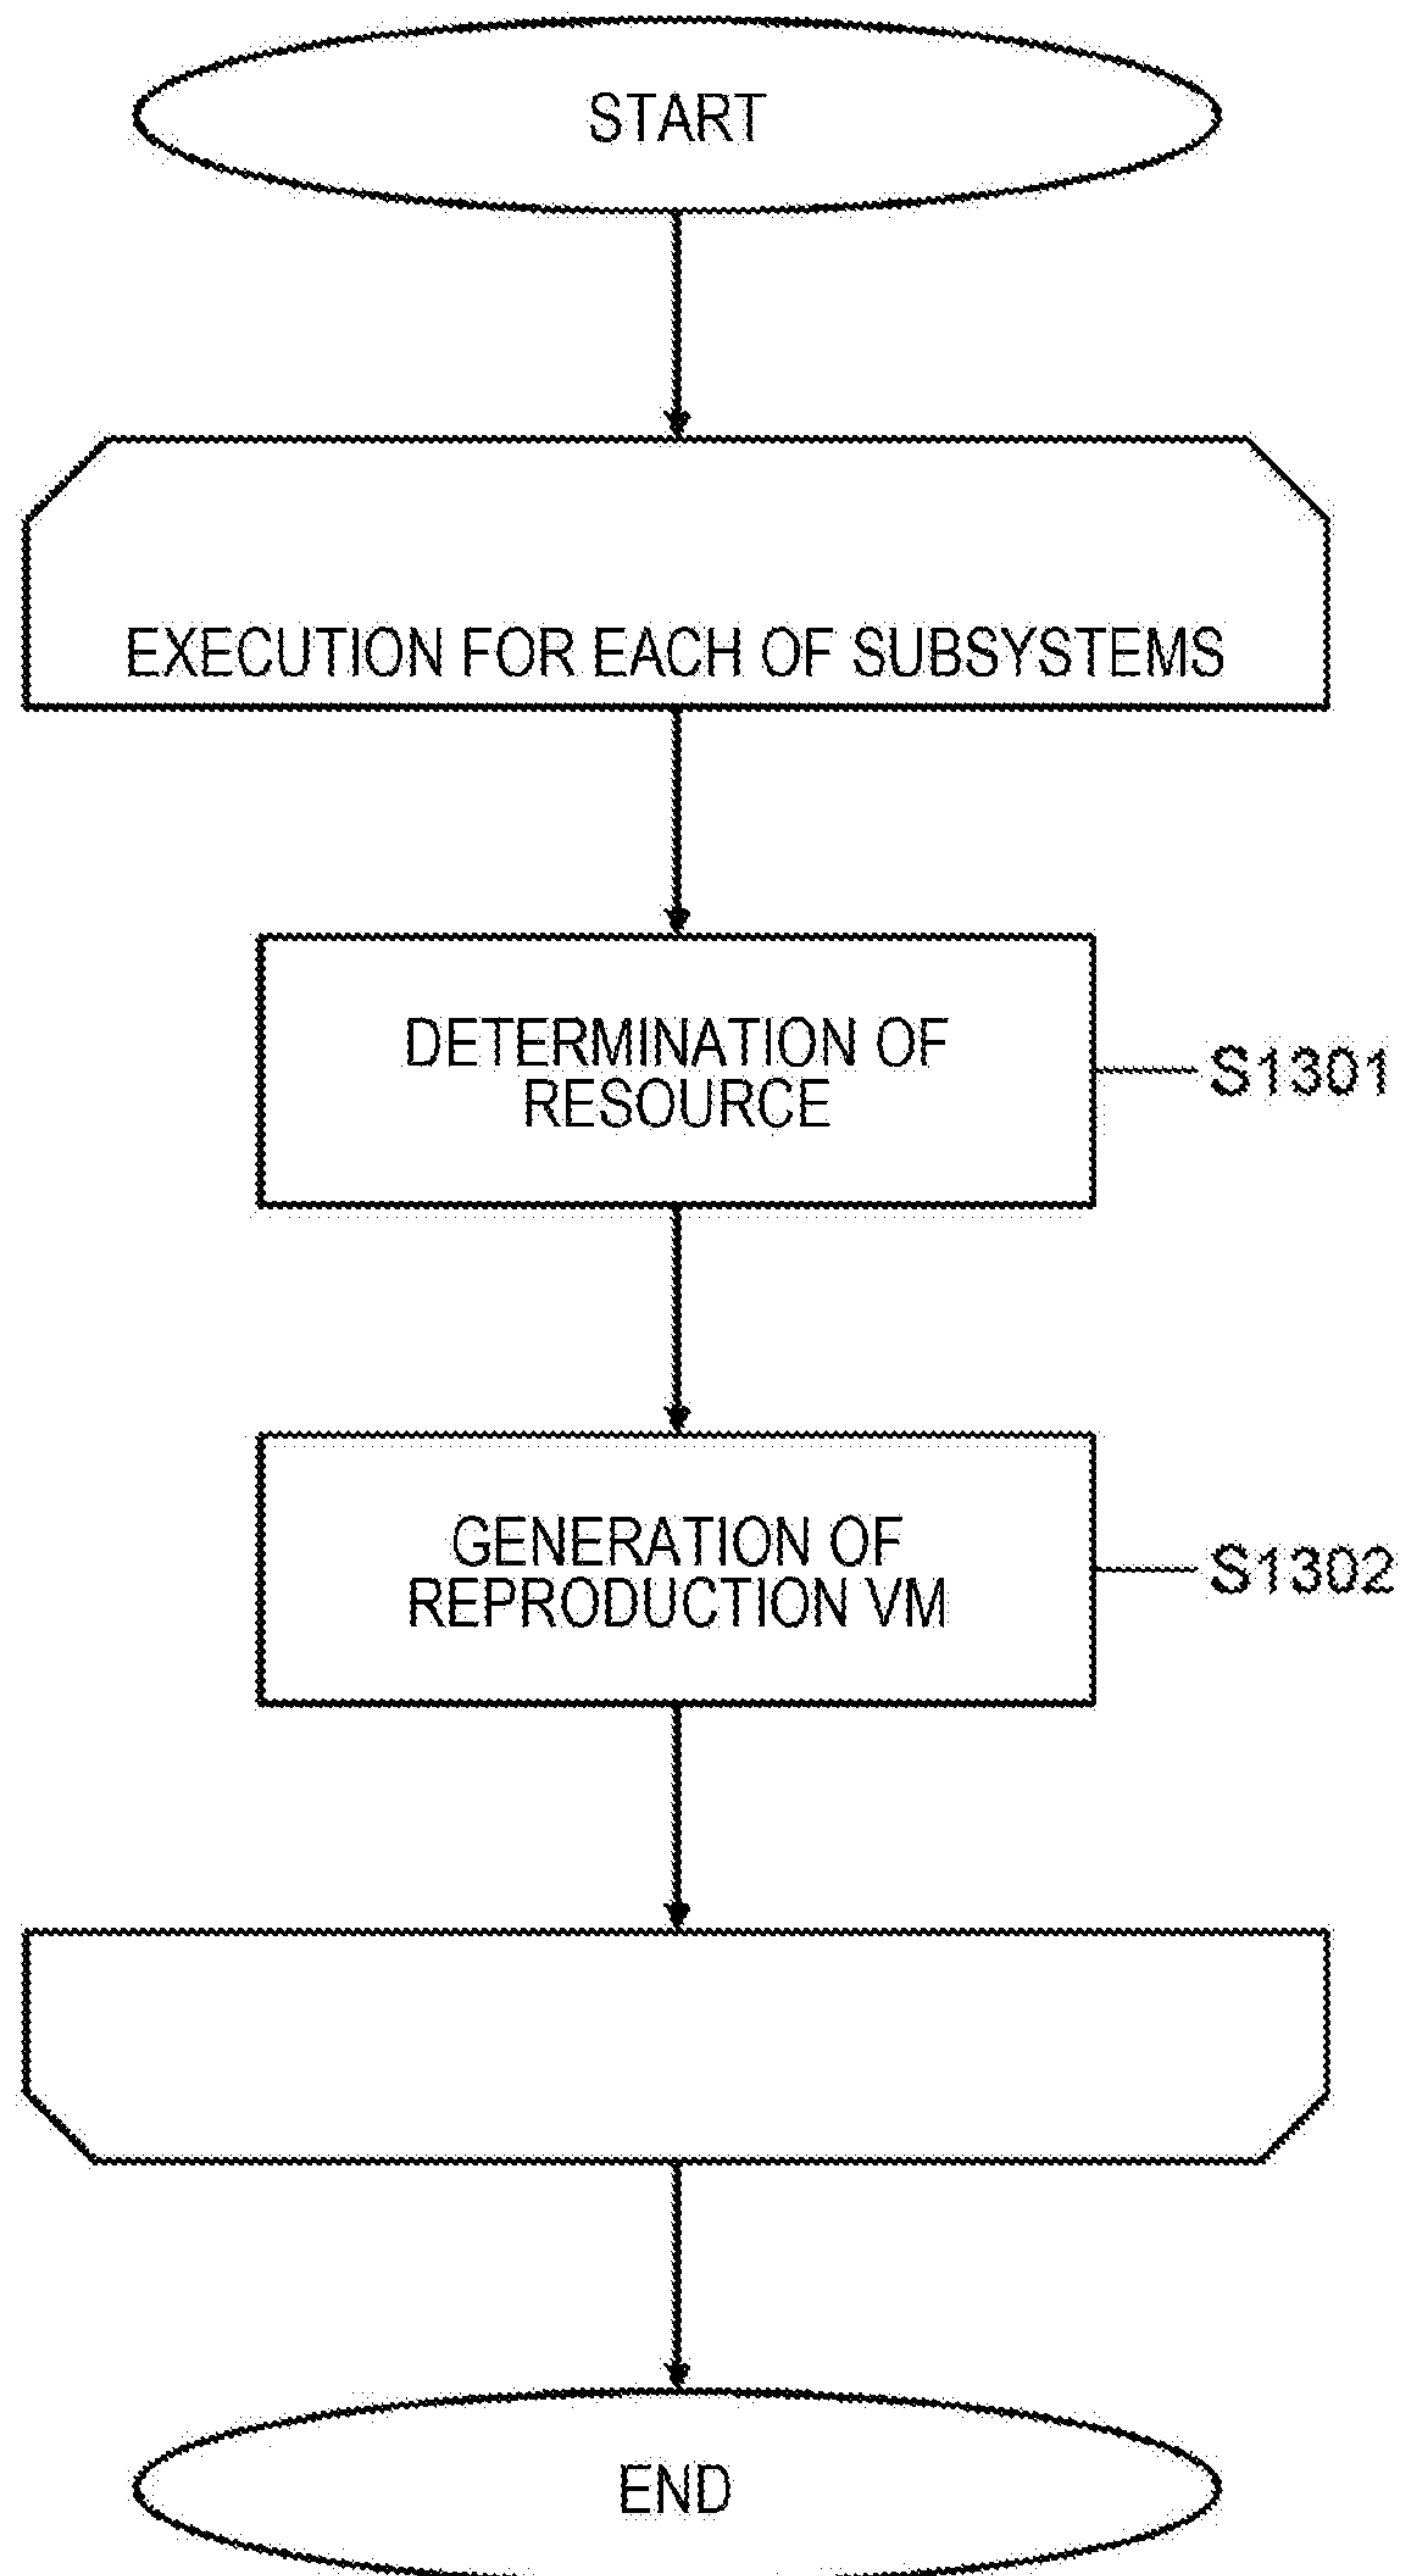 START
EXECUTION FOR EACH OF SUBSYSTEMS
DETERMINATION OF
RESOURCE
S1301
GENERATION OF
REPRODUCTION VM
S1302
END